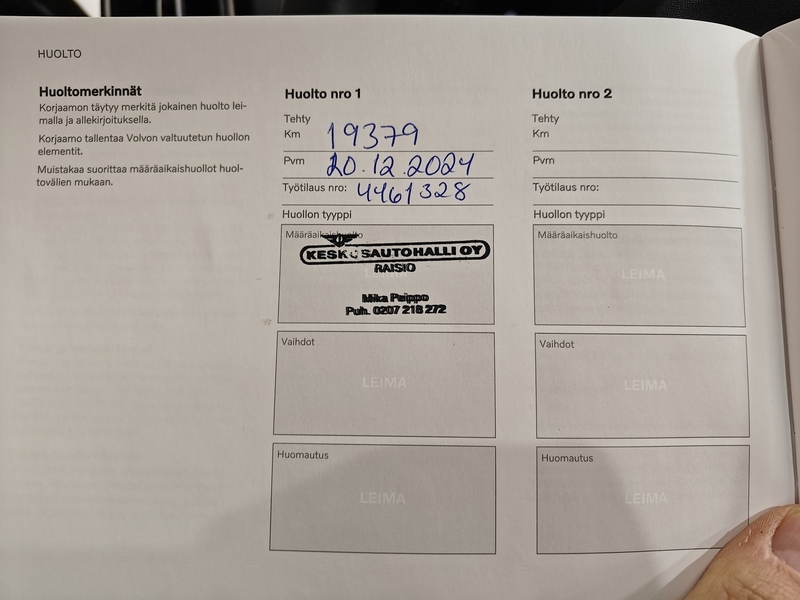 HUOLTO
Huoltomerkinnät
Korjaamon täytyy merkitä jokainen huolto lei-
malla ja allekirjoituksella.
Korjaamo tallentaa Volvon valtuutetun huollon
elementit.
Muistakaa suorittaa määräaikaishuollot huol-
tovälien mukaan.
Huolto nro 1
Tehty
Km 19379
Pvm 20.12.2024
Työtilaus nro: 4461328
Huollon tyyppi
Määräaikaishuolto
KESKUSAUTOHALLI OY
RAISIO
LEIMA
Mika Peippo
Puh. 0207 218 272
Vaihdot
LEIMA
Huomautus
LEIMA
Huolto nro 2
Tehty
Km
Pvm
Työtilaus nro:
Huollon tyyppi
Määräaikaishuolto
LEIMA
Vaihdot
LEIMA
Huomautus
LEIMA